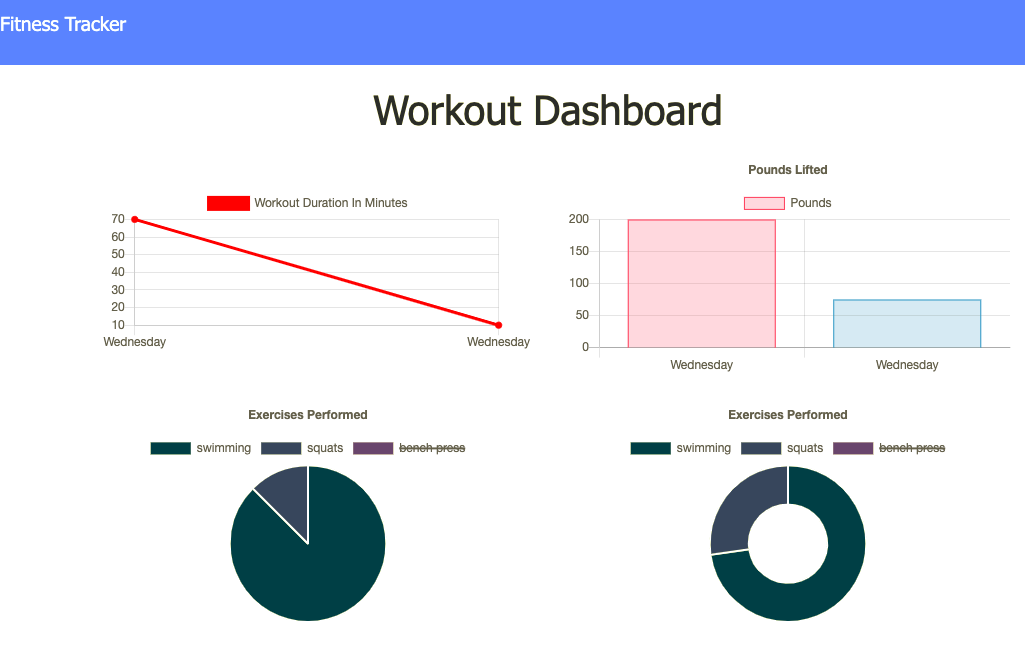 Fitness Tracker
Workout Dashboard
Workout Duration In Minutes
70
60
50
40
30
20
10
Wednesday Wednesday
Pounds Lifted
Pounds
200
150
100
50
0
Wednesday Wednesday
Exercises Performed
swimming squats bench press
Exercises Performed
swimming squats bench press